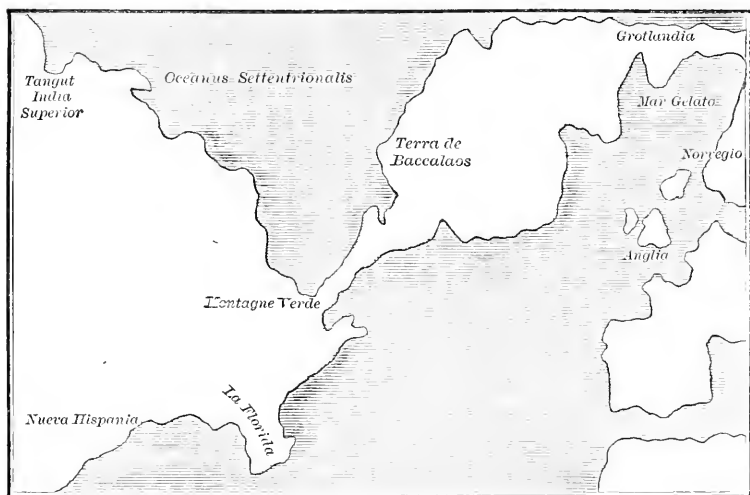 Grotlandia
Tangut
India
Superior
Oceanus Settentrionalis
Mar Gelato
Terra de
Baccalaos
Norregio
Anglia
Montagne Verde
La Florida
Nueva Hispania